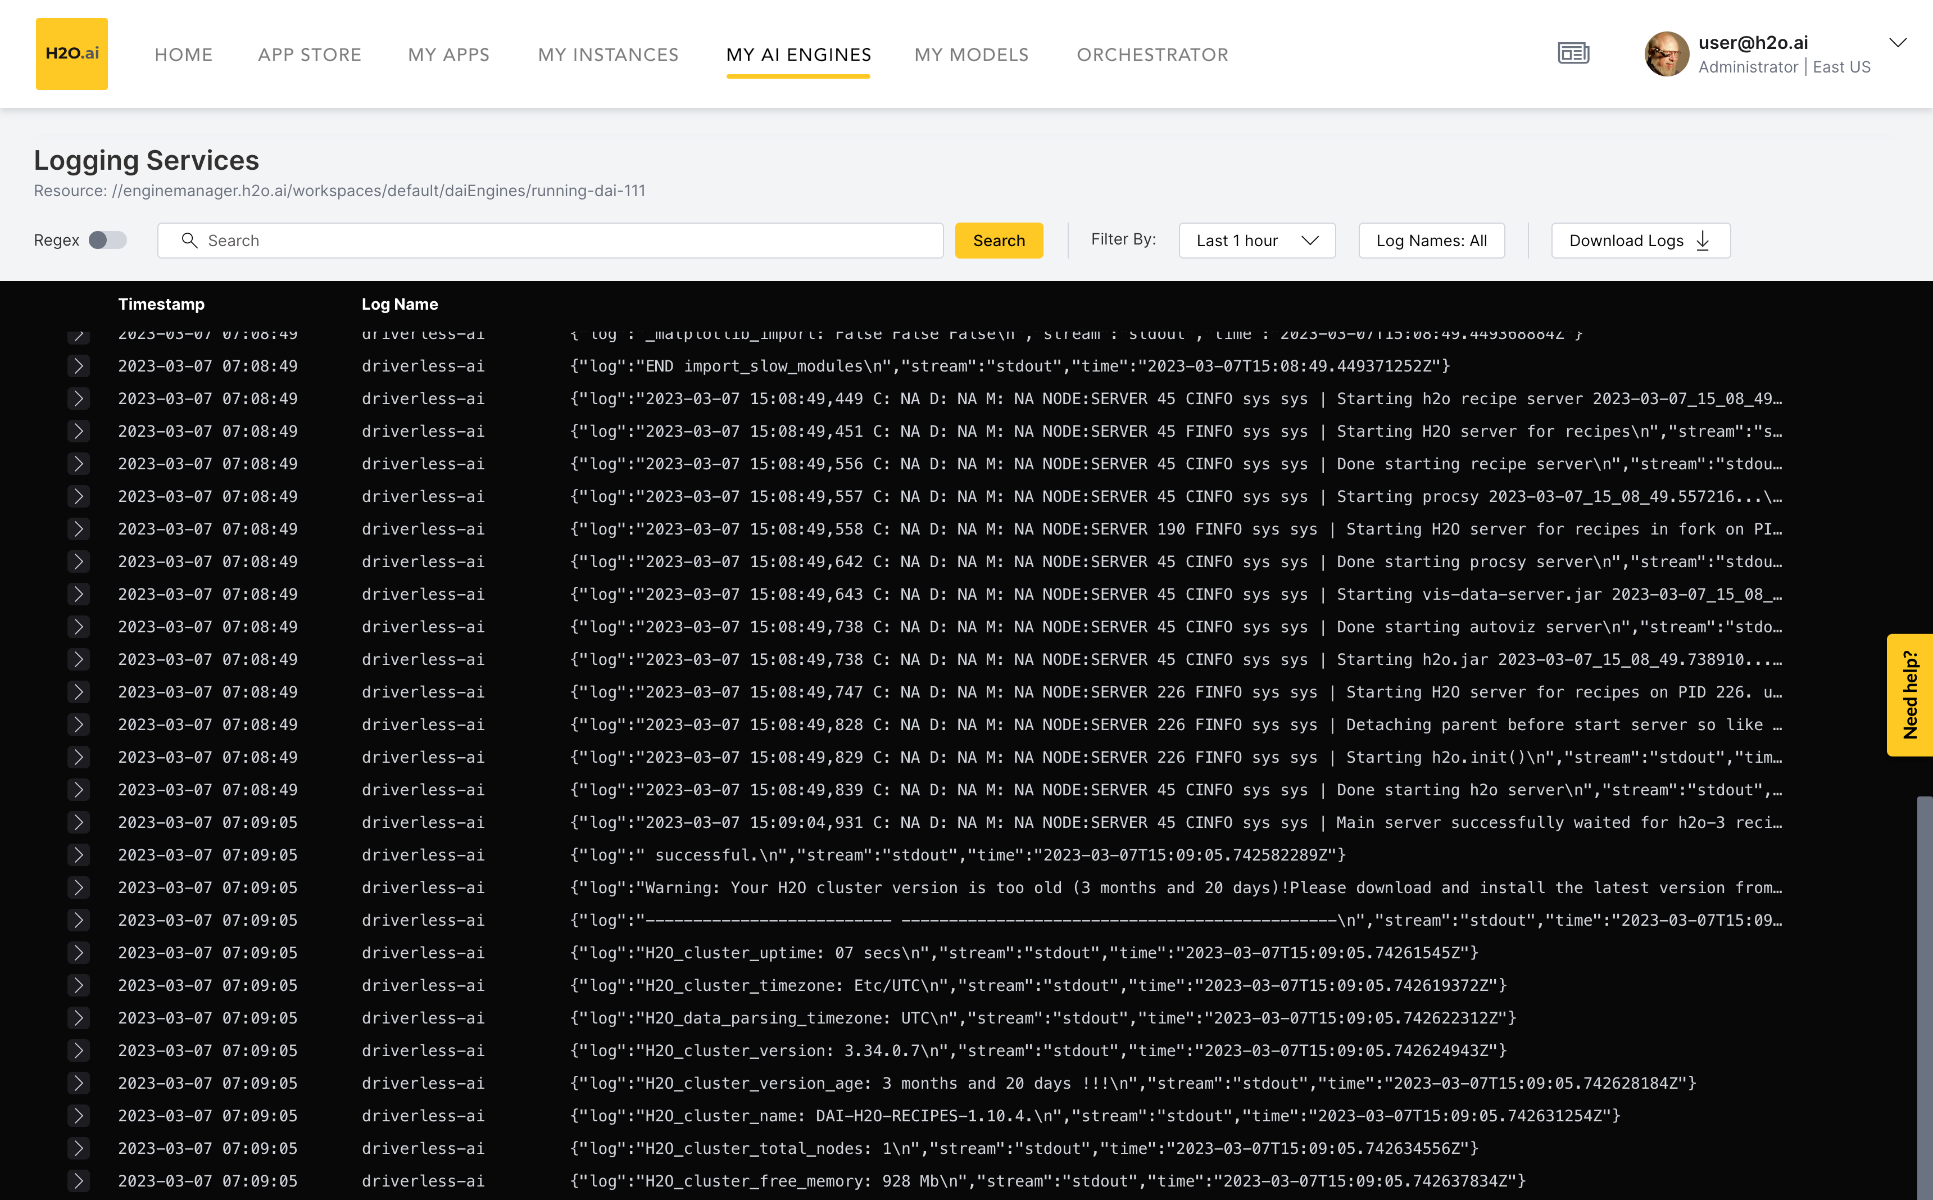 H2O.ai
HOME APP STORE MY APPS MY INSTANCES MY AI ENGINES MY MODELS ORCHESTRATOR
user@h2o.ai
Administrator | East US
Logging Services
Resource: //enginemanager.h2o.ai/workspaces/default/daiEngines/running-dai-111
Regex Search Search Filter By: Last 1 hour Log Names: All Download Logs
Timestamp Log Name
2023-03-07 07:08:49 driverless-ai {"log":"_matplotlib_import: False False False\n","stream":"stdout","time":"2023-03-07T15:08:49.449368884Z"}
2023-03-07 07:08:49 driverless-ai {"log":"END import_slow_modules\n","stream":"stdout","time":"2023-03-07T15:08:49.449371252Z"}
2023-03-07 07:08:49 driverless-ai {"log":"2023-03-07 15:08:49,449 C: NA D: NA M: NA NODE:SERVER 45 CINFO sys sys | Starting h2o recipe server 2023-03-07_15_08_49…
2023-03-07 07:08:49 driverless-ai {"log":"2023-03-07 15:08:49,451 C: NA D: NA M: NA NODE:SERVER 45 FINFO sys sys | Starting H2O server for recipes\n","stream":"s…
2023-03-07 07:08:49 driverless-ai {"log":"2023-03-07 15:08:49,556 C: NA D: NA M: NA NODE:SERVER 45 CINFO sys sys | Done starting recipe server\n","stream":"stdou…
2023-03-07 07:08:49 driverless-ai {"log":"2023-03-07 15:08:49,557 C: NA D: NA M: NA NODE:SERVER 45 CINFO sys sys | Starting procsy 2023-03-07_15_08_49.557216...\…
2023-03-07 07:08:49 driverless-ai {"log":"2023-03-07 15:08:49,558 C: NA D: NA M: NA NODE:SERVER 190 FINFO sys sys | Starting H2O server for recipes in fork on PI…
2023-03-07 07:08:49 driverless-ai {"log":"2023-03-07 15:08:49,642 C: NA D: NA M: NA NODE:SERVER 45 CINFO sys sys | Done starting procsy server\n","stream":"stdou…
2023-03-07 07:08:49 driverless-ai {"log":"2023-03-07 15:08:49,643 C: NA D: NA M: NA NODE:SERVER 45 CINFO sys sys | Starting vis-data-server.jar 2023-03-07_15_08_…
2023-03-07 07:08:49 driverless-ai {"log":"2023-03-07 15:08:49,738 C: NA D: NA M: NA NODE:SERVER 45 CINFO sys sys | Done starting autoviz server\n","stream":"stdo…
2023-03-07 07:08:49 driverless-ai {"log":"2023-03-07 15:08:49,738 C: NA D: NA M: NA NODE:SERVER 45 CINFO sys sys | Starting h2o.jar 2023-03-07_15_08_49.738910...…
2023-03-07 07:08:49 driverless-ai {"log":"2023-03-07 15:08:49,747 C: NA D: NA M: NA NODE:SERVER 226 FINFO sys sys | Starting H2O server for recipes on PID 226. u…
2023-03-07 07:08:49 driverless-ai {"log":"2023-03-07 15:08:49,828 C: NA D: NA M: NA NODE:SERVER 226 FINFO sys sys | Detaching parent before start server so like …
2023-03-07 07:08:49 driverless-ai {"log":"2023-03-07 15:08:49,829 C: NA D: NA M: NA NODE:SERVER 226 FINFO sys sys | Starting h2o.init()\n","stream":"stdout","tim…
2023-03-07 07:08:49 driverless-ai {"log":"2023-03-07 15:08:49,839 C: NA D: NA M: NA NODE:SERVER 45 CINFO sys sys | Done starting h2o server\n","stream":"stdout",…
2023-03-07 07:09:05 driverless-ai {"log":"2023-03-07 15:09:04,931 C: NA D: NA M: NA NODE:SERVER 45 CINFO sys sys | Main server successfully waited for h2o-3 reci…
2023-03-07 07:09:05 driverless-ai {"log":" successful.\n","stream":"stdout","time":"2023-03-07T15:09:05.742582289Z"}
2023-03-07 07:09:05 driverless-ai {"log":"Warning: Your H2O cluster version is too old (3 months and 20 days)!Please download and install the latest version from…
2023-03-07 07:09:05 driverless-ai {"log":"-------------------------- ----------------------------------------------\n","stream":"stdout","time":"2023-03-07T15:09…
2023-03-07 07:09:05 driverless-ai {"log":"H2O_cluster_uptime: 07 secs\n","stream":"stdout","time":"2023-03-07T15:09:05.74261545Z"}
2023-03-07 07:09:05 driverless-ai {"log":"H2O_cluster_timezone: Etc/UTC\n","stream":"stdout","time":"2023-03-07T15:09:05.742619372Z"}
2023-03-07 07:09:05 driverless-ai {"log":"H2O_data_parsing_timezone: UTC\n","stream":"stdout","time":"2023-03-07T15:09:05.742622312Z"}
2023-03-07 07:09:05 driverless-ai {"log":"H2O_cluster_version: 3.34.0.7\n","stream":"stdout","time":"2023-03-07T15:09:05.742624943Z"}
2023-03-07 07:09:05 driverless-ai {"log":"H2O_cluster_version_age: 3 months and 20 days !!!\n","stream":"stdout","time":"2023-03-07T15:09:05.742628184Z"}
2023-03-07 07:09:05 driverless-ai {"log":"H2O_cluster_name: DAI-H2O-RECIPES-1.10.4.\n","stream":"stdout","time":"2023-03-07T15:09:05.742631254Z"}
2023-03-07 07:09:05 driverless-ai {"log":"H2O_cluster_total_nodes: 1\n","stream":"stdout","time":"2023-03-07T15:09:05.742634556Z"}
2023-03-07 07:09:05 driverless-ai {"log":"H2O_cluster_free_memory: 928 Mb\n","stream":"stdout","time":"2023-03-07T15:09:05.742637834Z"}
Need help?